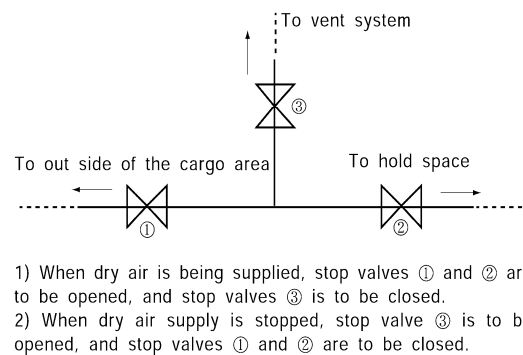 To vent system
③
To out side of the cargo area
To hold space
①
②
1) When dry air is being supplied, stop valves ① and ② ar
to be opened, and stop valves ③ is to be closed.
2) When dry air supply is stopped, stop valve ③ is to b
opened, and stop valves ① and ② are to be closed.